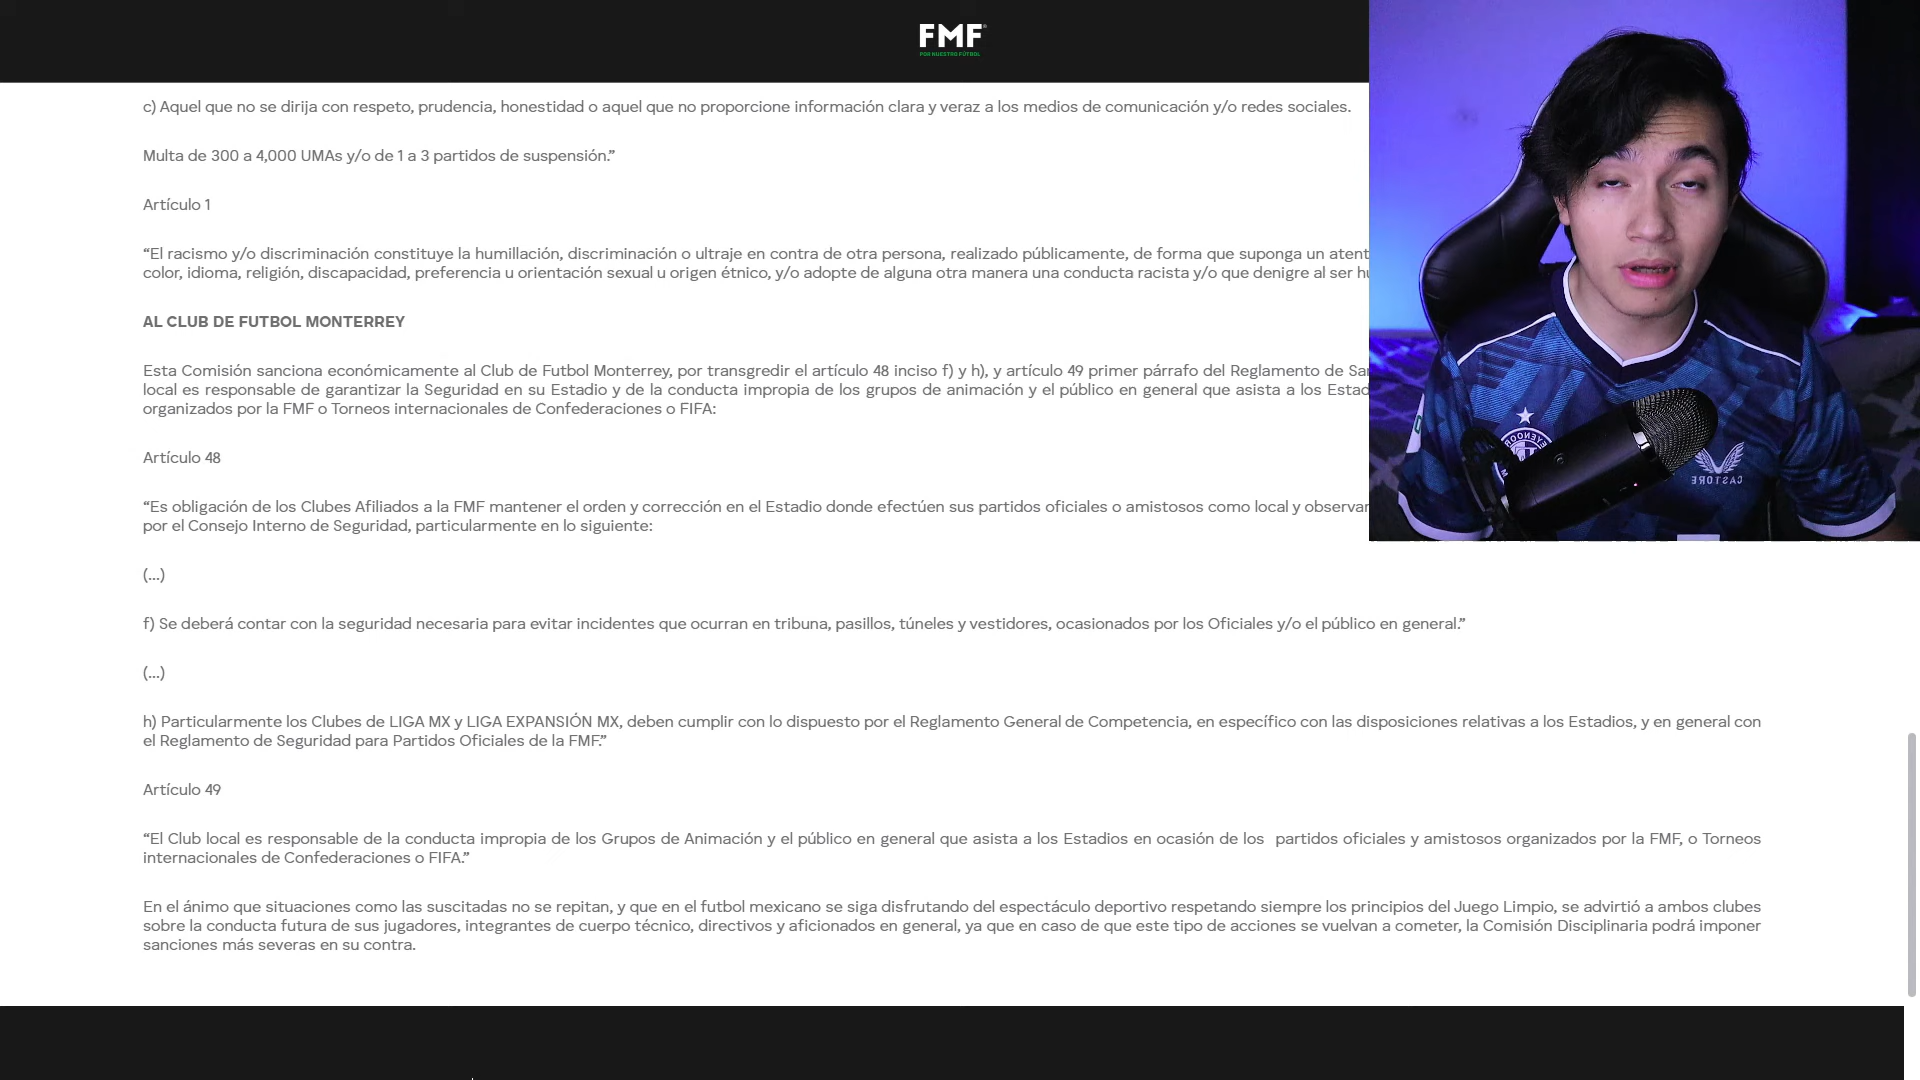 FMF
POR NUESTRO FÚTBOL
c) Aquel que no se dirija con respeto, prudencia, honestidad o aquel que no proporcione información clara y veraz a los medios de comunicación y/o redes sociales.
Multa de 300 a 4,000 UMAs y/o de 1 a 3 partidos de suspensión.”
Artículo 1
“El racismo y/o discriminación constituye la humillación, discriminación o ultraje en contra de otra persona, realizado públicamente, de forma que suponga un
color, idioma, religión, discapacidad, preferencia u orientación sexual u origen étnico, y/o adopte de alguna otra manera una conducta racista y/o que denigre al ser
AL CLUB DE FUTBOL MONTERREY
Esta Comisión sanciona económicamente al Club de Futbol Monterrey, por transgredir el artículo 48 inciso f) y h), y artículo 49 primer párrafo del Reglamento de
local es responsable de garantizar la Seguridad en su Estadio y de la conducta impropia de los grupos de animación y el público en general que asista a los
organizados por la FMF o Torneos internacionales de Confederaciones o FIFA:
Artículo 48
“Es obligación de los Clubes Afiliados a la FMF mantener el orden y corrección en el Estadio donde efectúen sus partidos oficiales o amistosos como local y
por el Consejo Interno de Seguridad, particularmente en lo siguiente:
(...)
f) Se deberá contar con la seguridad necesaria para evitar incidentes que ocurran en tribuna, pasillos, túneles y vestidores, ocasionados por los Oficiales y/o el público en general.”
(...)
h) Particularmente los Clubes de LIGA MX y LIGA EXPANSIÓN MX, deben cumplir con lo dispuesto por el Reglamento General de Competencia, en específico con las disposiciones relativas a los Estadios, y en general con
el Reglamento de Seguridad para Partidos Oficiales de la FMF.”
Artículo 49
“El Club local es responsable de la conducta impropia de los Grupos de Animación y el público en general que asista a los Estadios en ocasión de los partidos oficiales y amistosos organizados por la FMF, o Torneos
internacionales de Confederaciones o FIFA.”
En el ánimo que situaciones como las suscitadas no se repitan, y que en el futbol mexicano se siga disfrutando del espectáculo deportivo respetando siempre los principios del Juego Limpio, se advirtió a ambos clubes
sobre la conducta futura de sus jugadores, integrantes de cuerpo técnico, directivos y aficionados en general, ya que en caso de que este tipo de acciones se vuelvan a cometer, la Comisión Disciplinaria podrá imponer
sanciones más severas en su contra.
CASTORE